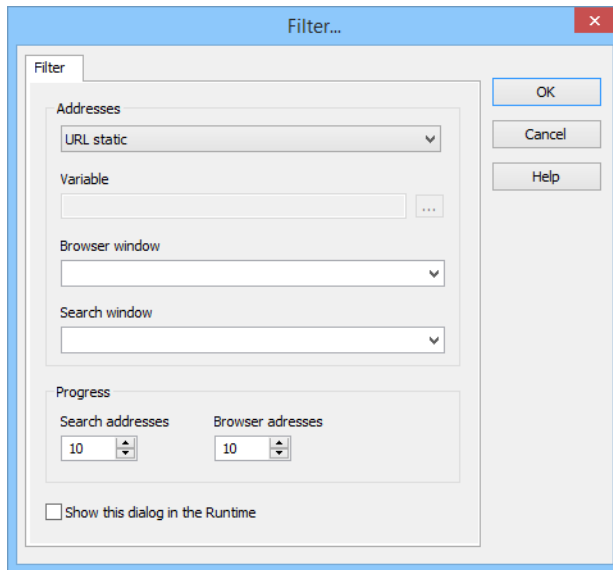 Filter...
Filter
Addresses
URL static
Variable
...
Browser window
Search window
Progress
Search addresses Browser adresses
10 10
Show this dialog in the Runtime
OK
Cancel
Help